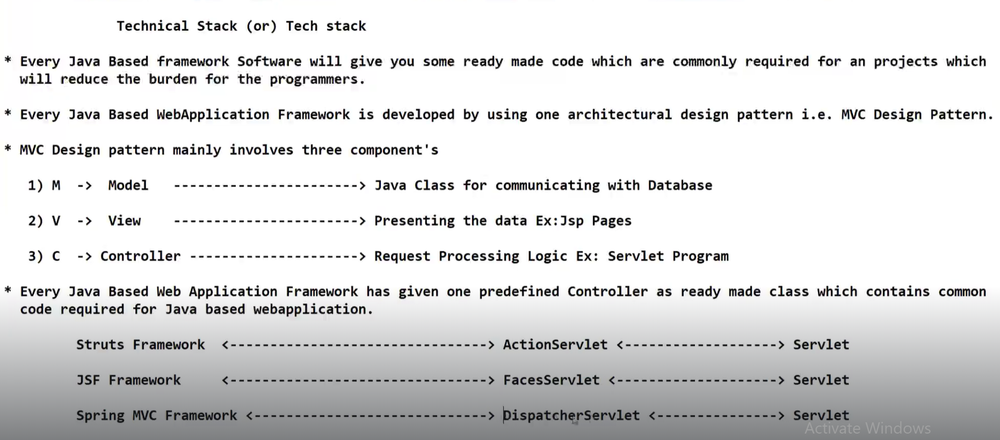 Technical Stack (or) Tech stack
* Every Java Based framework Software will give you some ready made code which are commonly required for an projects which
will reduce the burden for the programmers.
* Every Java Based WebApplication Framework is developed by using one architectural design pattern i.e. MVC Design Pattern.
* MVC Design pattern mainly involves three component's
1) M -> Model -----------------------> Java Class for communicating with Database
2) V -> View -----------------------> Presenting the data Ex:Jsp Pages
3) C -> Controller ---------------------> Request Processing Logic Ex: Servlet Program
* Every Java Based Web Application Framework has given one predefined Controller as ready made class which contains common
code required for Java based webapplication.
Struts Framework <--------------------------------> ActionServlet <-------------------> Servlet
JSF Framework <--------------------------------> FacesServlet <--------------------> Servlet
Spring MVC Framework <-----------------------------> DispatcherServlet <---------------> Servlet
Activate Windows